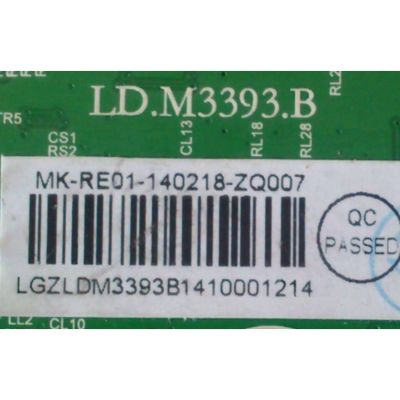 RL2
LD.M3393.B
TR5
CS1
RS2
CL13
RL18
RL28
MK-RE01-140218-ZQ007
QC
PASSED
LGZLDM3393B1410001214
LL2
CL10